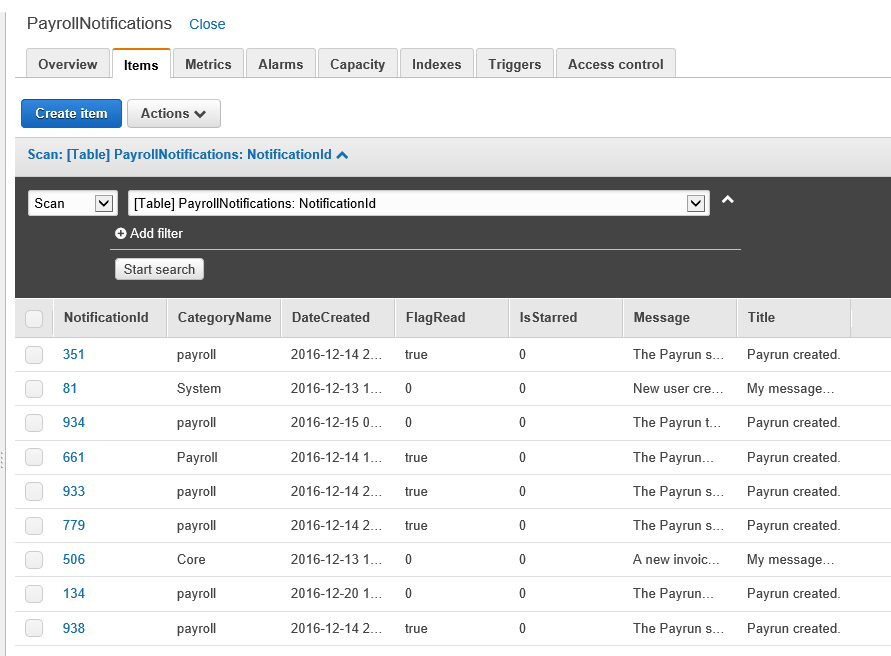 PayrollNotifications Close
Overview Items Metrics Alarms Capacity Indexes Triggers Access control
Create item Actions
Scan: [Table] PayrollNotifications: NotificationId
Scan [Table] PayrollNotifications: NotificationId
Add filter
Start search
NotificationId CategoryName DateCreated FlagRead IsStarred Message Title
351 payroll 2016-12-14 2... true 0 The Payrun s... Payrun created.
81 System 2016-12-13 1... 0 0 New user cre... My message...
934 payroll 2016-12-15 0... 0 0 The Payrun t... Payrun created.
661 Payroll 2016-12-14 1... true 0 The Payrun... Payrun created.
933 payroll 2016-12-14 2... true 0 The Payrun s... Payrun created.
779 payroll 2016-12-14 2... true 0 The Payrun s... Payrun created.
506 Core 2016-12-13 1... 0 0 A new invoic... My message...
134 payroll 2016-12-20 1... 0 0 The Payrun... Payrun created.
938 payroll 2016-12-14 2... true 0 The Payrun s... Payrun created.